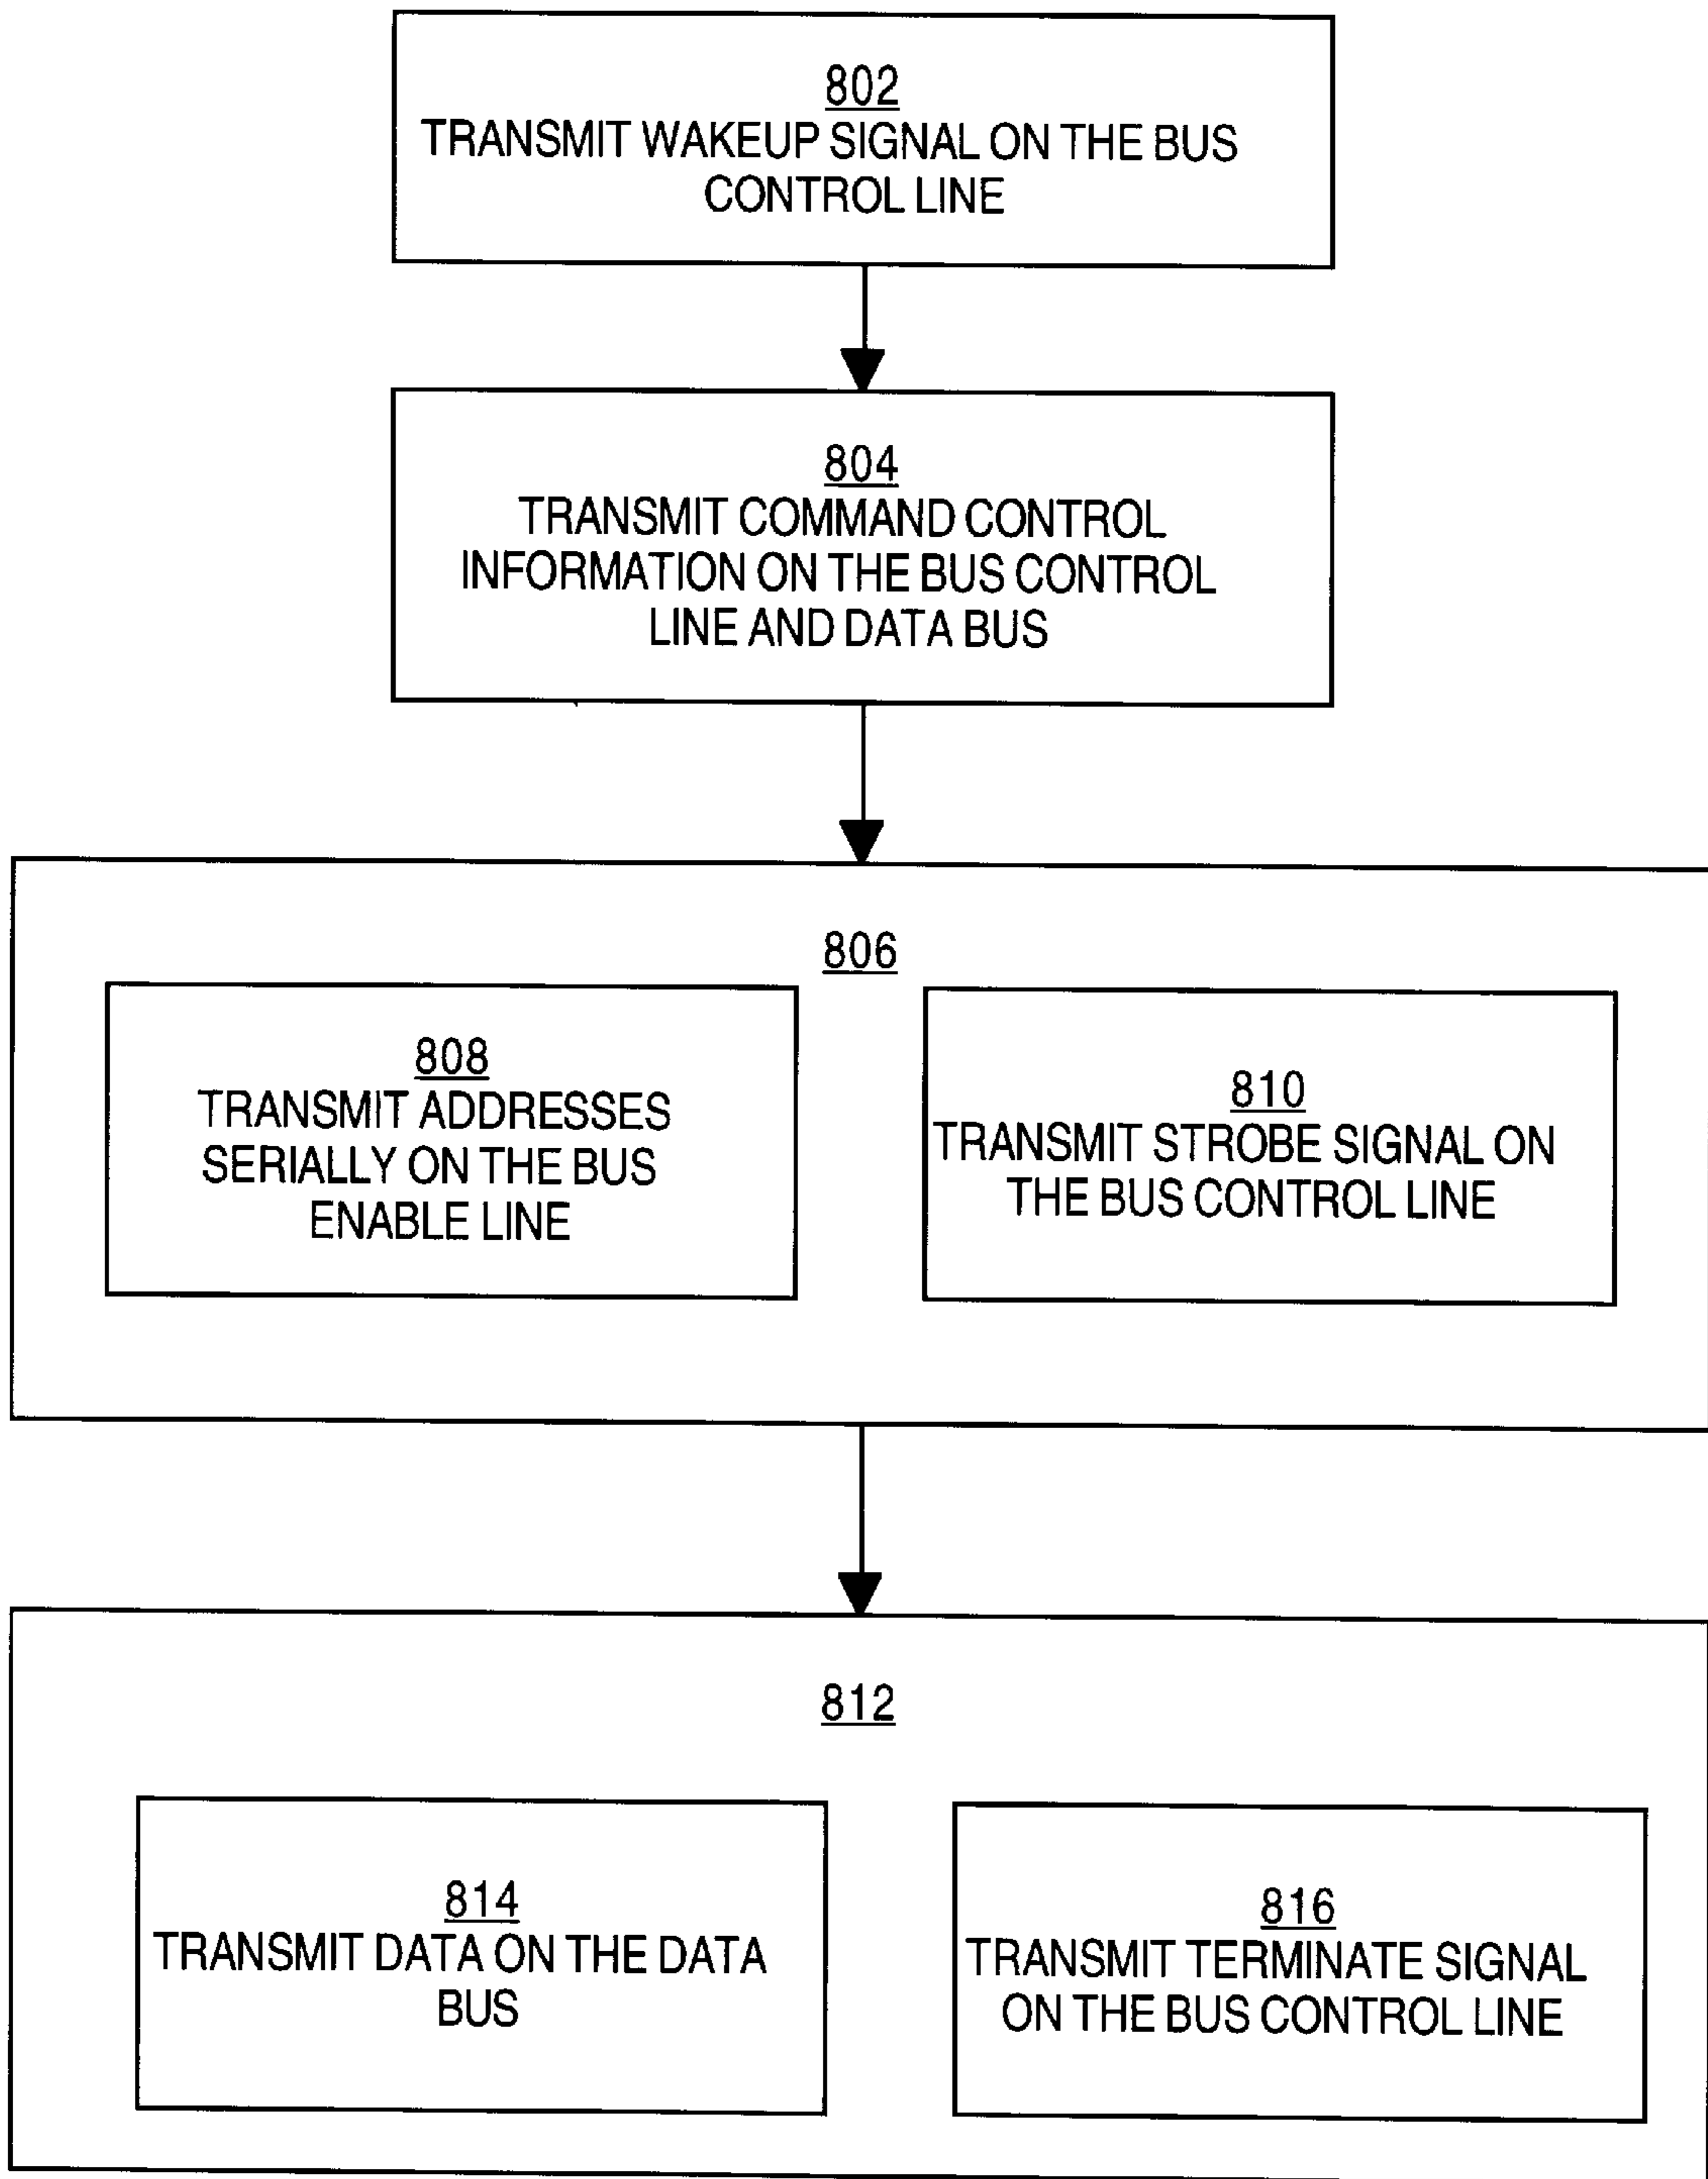 802
TRANSMIT WAKEUP SIGNAL ON THE BUS
CONTROL LINE
804
TRANSMIT COMMAND CONTROL
INFORMATION ON THE BUS CONTROL
LINE AND DATA BUS
806
808
TRANSMIT ADDRESSES
SERIALLY ON THE BUS
ENABLE LINE
810
TRANSMIT STROBE SIGNAL ON
THE BUS CONTROL LINE
812
814
TRANSMIT DATA ON THE DATA
BUS
816
TRANSMIT TERMINATE SIGNAL
ON THE BUS CONTROL LINE